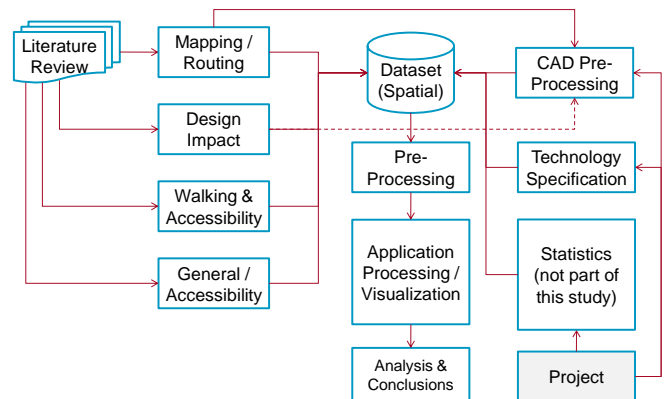 Literature
Review
Mapping /
Routing
Design
Impact
Walking &
Accessibility
General /
Accessibility
Dataset
(Spatial)
Pre-
Processing
Application
Processing /
Visualization
Analysis &
Conclusions
CAD Pre-
Processing
Technology
Specification
Statistics
(not part of
this study)
Project